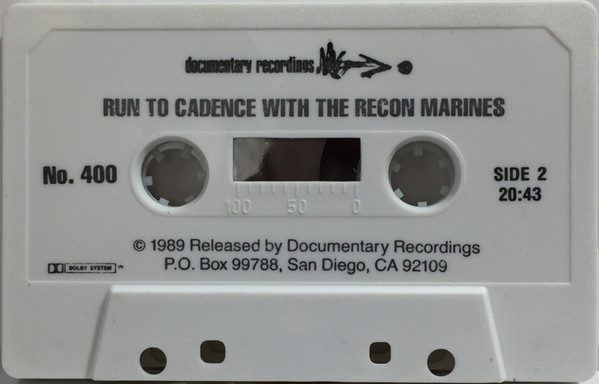 documentary recordings
RUN TO CADENCE WITH THE RECON MARINES
No. 400
SIDE 2
20:43
100 50 0
© 1989 Released by Documentary Recordings
P.O. Box 99788, San Diego, CA 92109
DOLBY SYSTEM TM